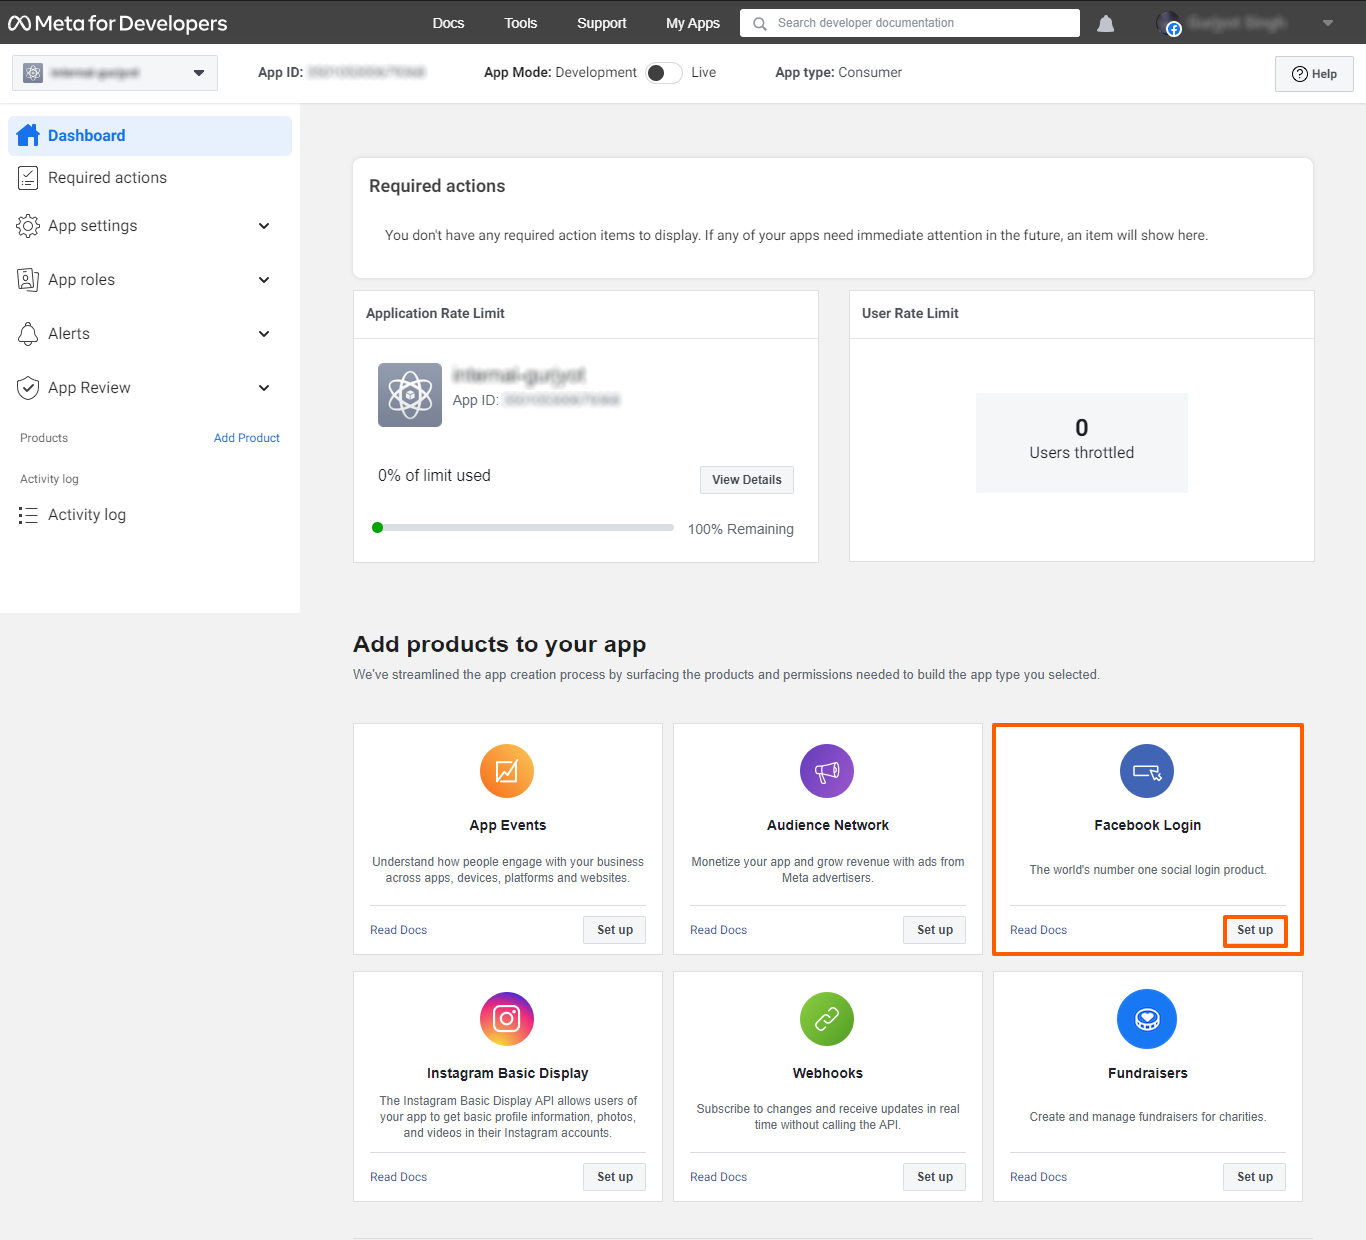 Meta for Developers
Docs
Tools
Support
My Apps
Search developer documentation
App ID:
App Mode: Development
Live
App type: Consumer
Help
Dashboard
Required actions
App settings
App roles
Alerts
App Review
Products
Add Product
Activity log
Activity log
Required actions
You don't have any required action items to display. If any of your apps need immediate attention in the future, an item will show here.
Application Rate Limit
App ID:
0% of limit used
View Details
100% Remaining
User Rate Limit
0
Users throttled
Add products to your app
We've streamlined the app creation process by surfacing the products and permissions needed to build the app type you selected.
App Events
Understand how people engage with your business
across apps, devices, platforms and websites.
Read Docs
Set up
Audience Network
Monetize your app and grow revenue with ads from
Meta advertisers.
Read Docs
Set up
Facebook Login
The world's number one social login product.
Read Docs
Set up
Instagram Basic Display
The Instagram Basic Display API allows users of
your app to get basic profile information, photos,
and videos in their Instagram accounts.
Read Docs
Set up
Webhooks
Subscribe to changes and receive updates in real
time without calling the API.
Read Docs
Set up
Fundraisers
Create and manage fundraisers for charities.
Read Docs
Set up